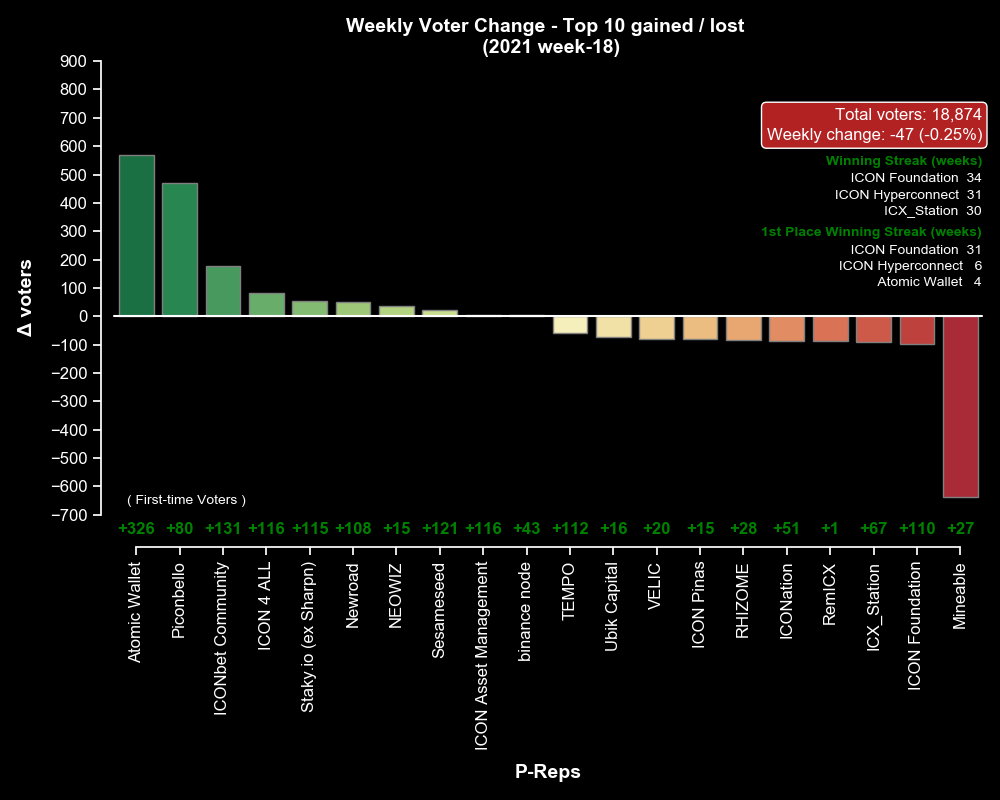 Weekly Voter Change - Top 10 gained / lost
(2021 week-18)
900
800
700
600
500
400
300
200
100
0
−100
−200
−300
−400
−500
−600
−700
Δ voters
Total voters: 18,874
Weekly change: -47 (-0.25%)
Winning Streak (weeks)
ICON Foundation 34
ICON Hyperconnect 31
ICX_Station 30
1st Place Winning Streak (weeks)
ICON Foundation 31
ICON Hyperconnect 6
Atomic Wallet 4
( First-time Voters )
+326 +80 +131 +116 +115 +108 +15 +121 +116 +43 +112 +16 +20 +15 +28 +51 +1 +67 +110 +27
Atomic Wallet
Piconbello
ICONbet Community
ICON 4 ALL
Staky.io (ex Sharpn)
Newroad
NEOWIZ
Sesameseed
ICON Asset Management
binance node
TEMPO
Ubik Capital
VELIC
ICON Pinas
RHIZOME
ICONation
RemICX
ICX_Station
ICON Foundation
Mineable
P-Reps